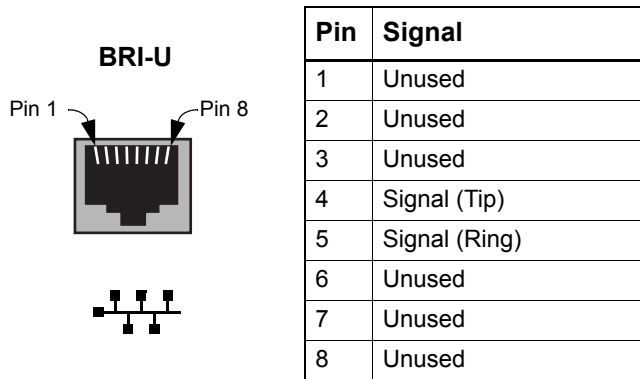 BRI-U
Pin 1
Pin 8
Pin Signal
1 Unused
2 Unused
3 Unused
4 Signal (Tip)
5 Signal (Ring)
6 Unused
7 Unused
8 Unused